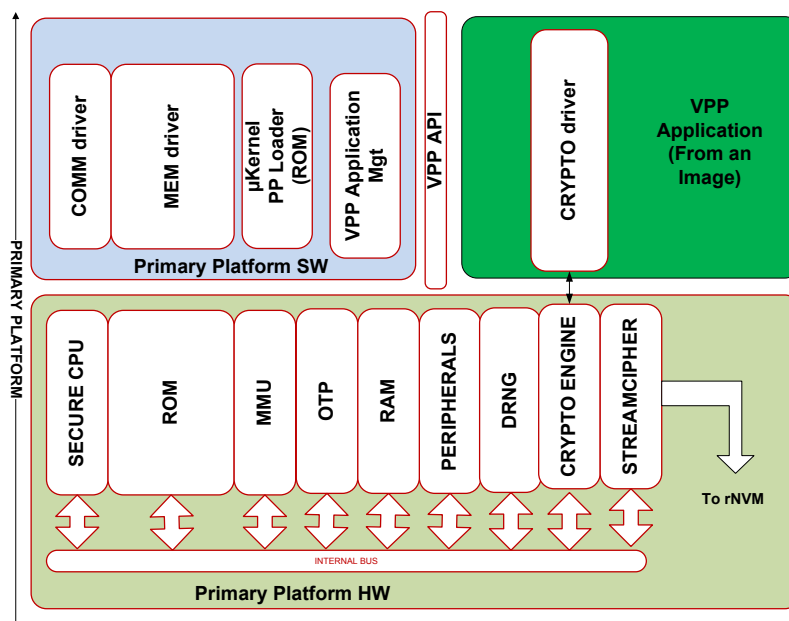 PRIMARY PLATFORM
COMM driver
MEM driver
µKernel
PP Loader
(ROM)
VPP Application
Mgt
Primary Platform SW
VPP API
CRYPTO driver
VPP
Application
(From an
Image)
SECURE CPU
ROM
MMU
OTP
RAM
PERIPHERALS
DRNG
CRYPTO ENGINE
STREAMCIPHER
To rNVM
INTERNAL BUS
Primary Platform HW